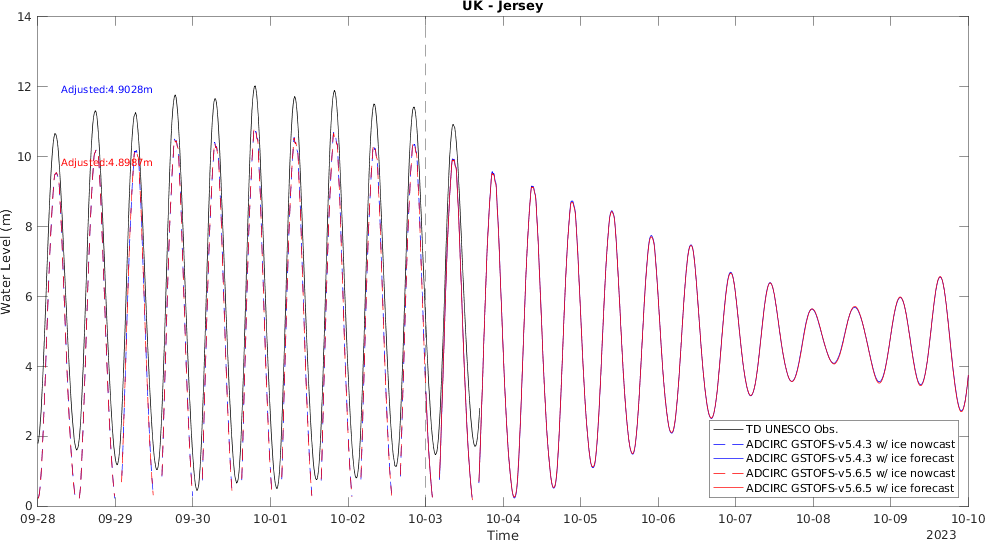 UK - Jersey
14
12
10
8
6
4
2
0
Water Level (m)
Adjusted:4.9028m
Adjusted:4.8987m
TD UNESCO Obs.
ADCIRC GSTOFS-v5.4.3 w/ ice nowcast
ADCIRC GSTOFS-v5.4.3 w/ ice forecast
ADCIRC GSTOFS-v5.6.5 w/ ice nowcast
ADCIRC GSTOFS-v5.6.5 w/ ice forecast
09-28 09-29 09-30 10-01 10-02 10-03 10-04 10-05 10-06 10-07 10-08 10-09 10-10
Time
2023